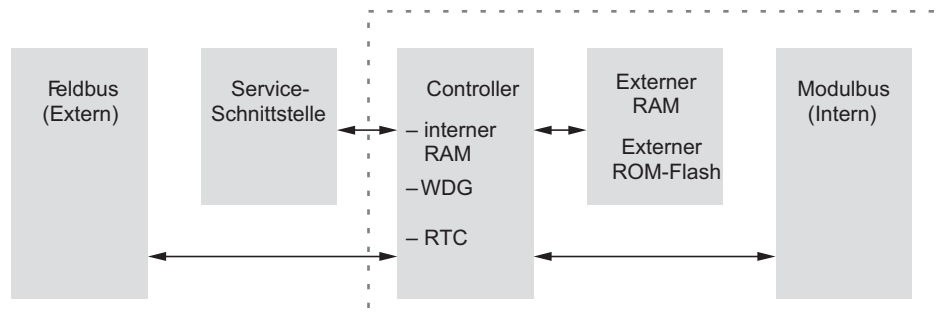 Feldbus
(Extern)
Service-
Schnittstelle
Controller
– interner
RAM
– WDG
– RTC
Externer
RAM
Externer
ROM-Flash
Modulbus
(Intern)